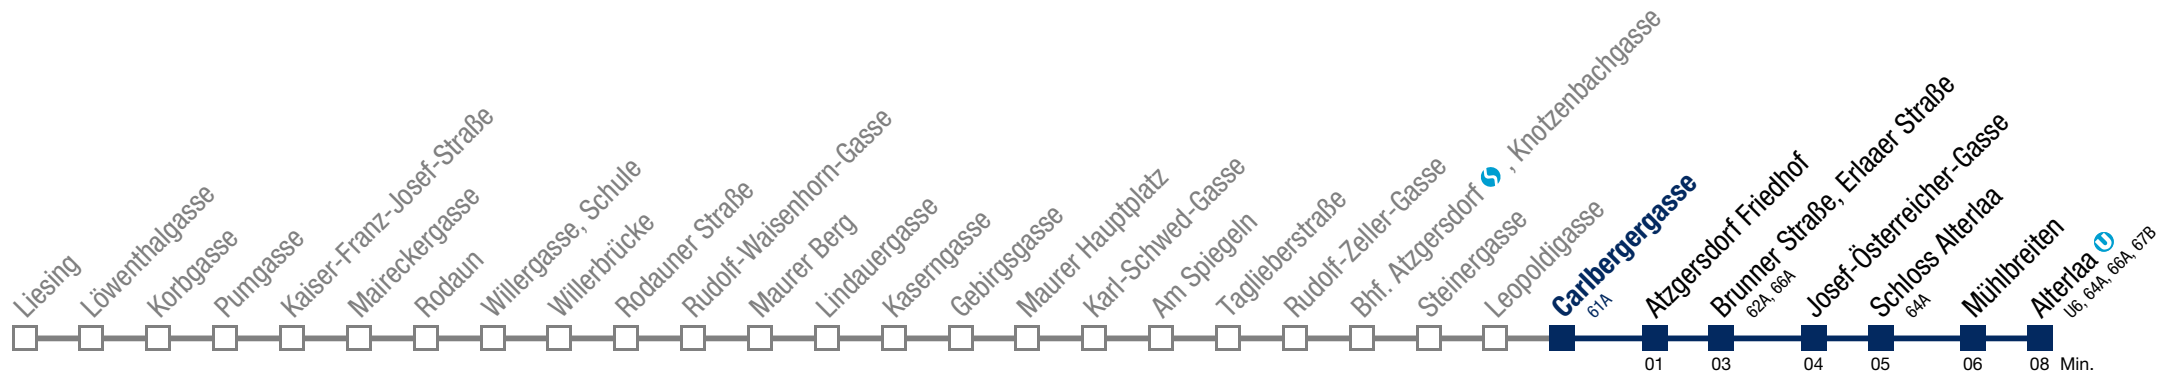 Liesing
Löwenthalgasse
Korbgasse
Pumgasse
Kaiser-Franz-Josef-Straße
Maireckergasse
Rodaun
Willergasse, Schule
Willerbrücke
Rodauner Straße
Rudolf-Waisenhorn-Gasse
Maurer Berg
Lindauergasse
Kaserngasse
Gebirgsgasse
Maurer Hauptplatz
Karl-Schwed-Gasse
Am Spiegeln
Taglieberstraße
Rudolf-Zeller-Gasse
Bhf. Atzgersdorf S , Knotzenbachgasse
Steinergasse
Leopoldigasse
Carlbergergasse
61A
Atzgersdorf Friedhof
Brunner Straße, Erlaaer Straße
62A, 66A
Josef-Österreicher-Gasse
Schloss Alterlaa
64A
Mühlbreiten
Alterlaa U
U6, 64A, 66A, 67B
01 03 04 05 06 08 Min.